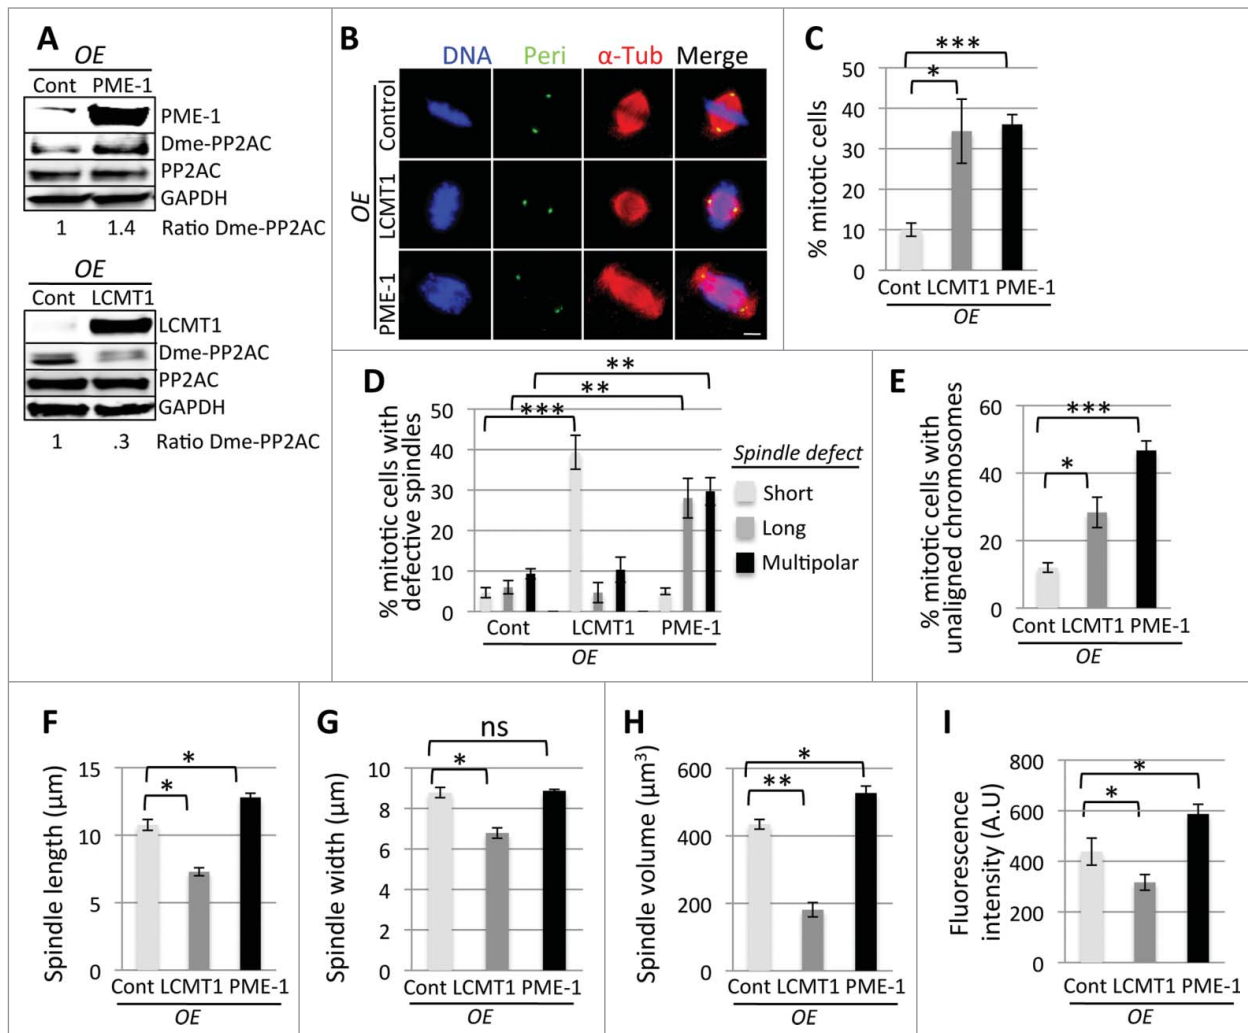 A
OE
Cont PME-1
PME-1
Dme-PP2AC
PP2AC
GAPDH
1 1.4 Ratio Dme-PP2AC
OE
Cont LCMT1
LCMT1
Dme-PP2AC
PP2AC
GAPDH
1 .3 Ratio Dme-PP2AC
B
DNA Peri α-Tub Merge
OE
Control
LCMT1
PME-1
C
***
*
% mitotic cells
50
40
30
20
10
0
Cont LCMT1 PME-1
OE
D
**
**
***
% mitotic cells with
defective spindles
50
40
30
20
10
0
Cont LCMT1 PME-1
OE
Spindle defect
Short
Long
Multipolar
E
***
*
% mitotic cells with
unaligned chromosomes
60
40
20
0
Cont LCMT1 PME-1
OE
F
*
*
Spindle length (μm)
15
10
5
0
Cont LCMT1 PME-1
OE
G
ns
*
Spindle width (μm)
10
8
6
4
2
0
Cont LCMT1 PME-1
OE
H
*
**
Spindle volume (μm³)
600
400
200
0
Cont LCMT1 PME-1
OE
I
*
*
Fluorescence
intensity (A.U)
800
600
400
200
0
Cont LCMT1 PME-1
OE